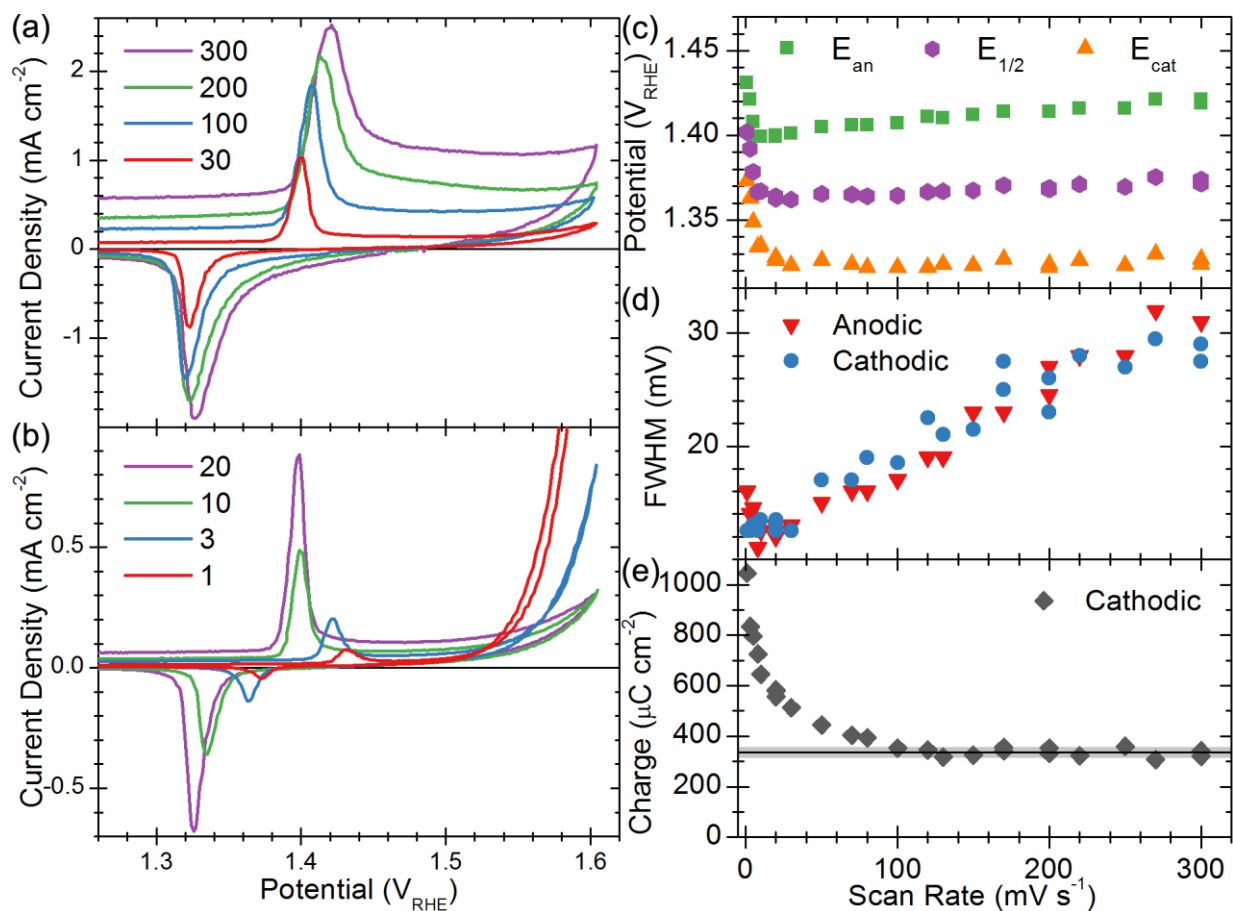 (a)
300
200
100
30
2
1
0
-1
Current Density (mA cm⁻²)
(b)
20
10
3
1
0.5
0.0
-0.5
Current Density (mA cm⁻²)
1.3
1.4
1.5
1.6
Potential (V_RHE)
(c)
E_an
E_1/2
E_cat
1.45
1.40
1.35
Potential (V_RHE)
(d)
Anodic
Cathodic
30
20
FWHM (mV)
(e)
Cathodic
1000
800
600
400
200
0
Charge (µC cm⁻²)
0
100
200
300
Scan Rate (mV s⁻¹)